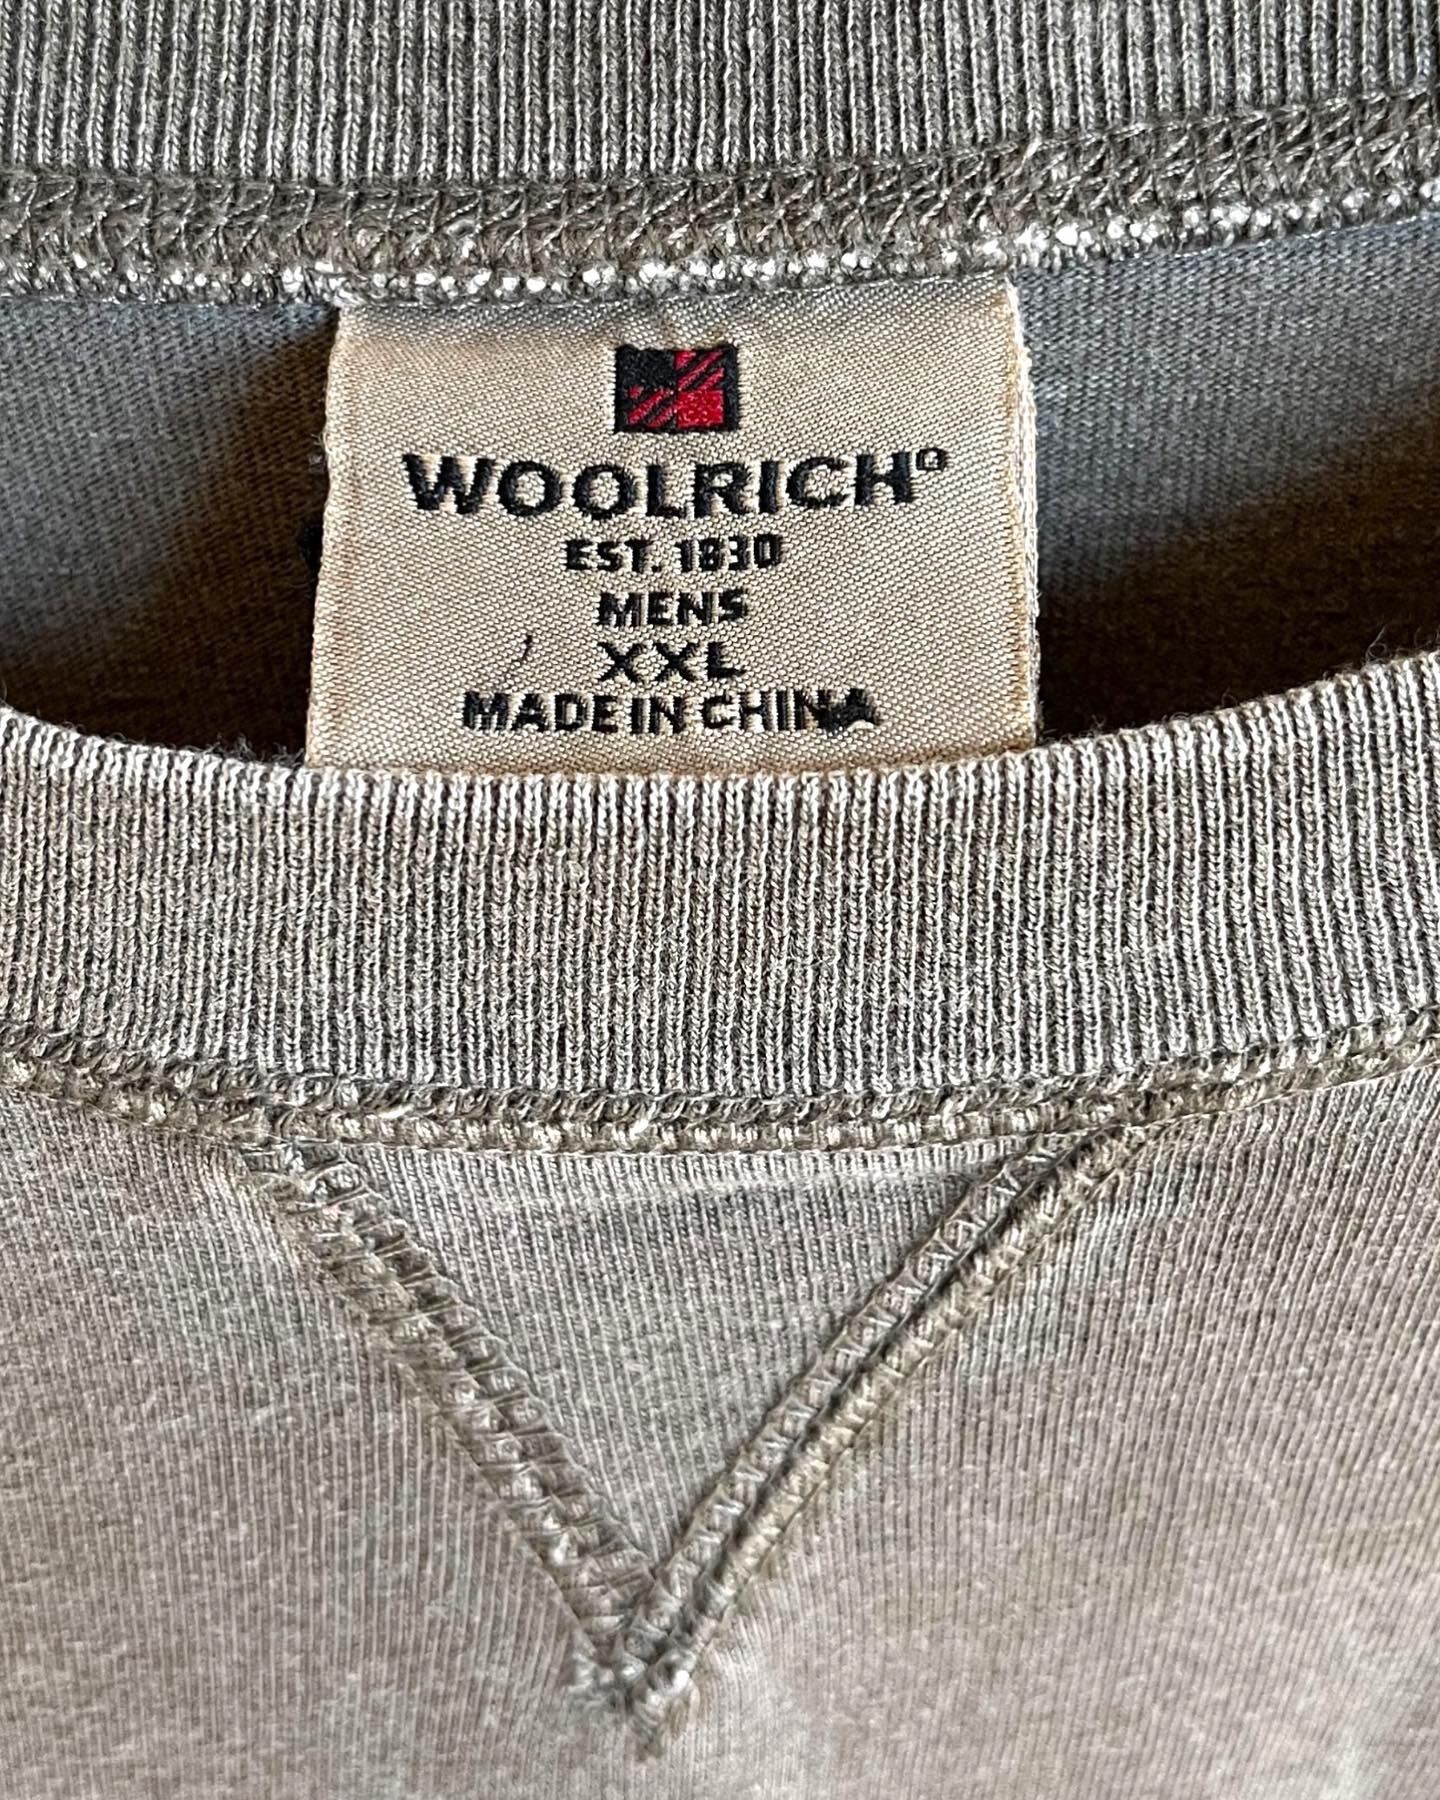 WOOLRICH®
EST. 1830
MENS
XXL
MADE IN CHINA